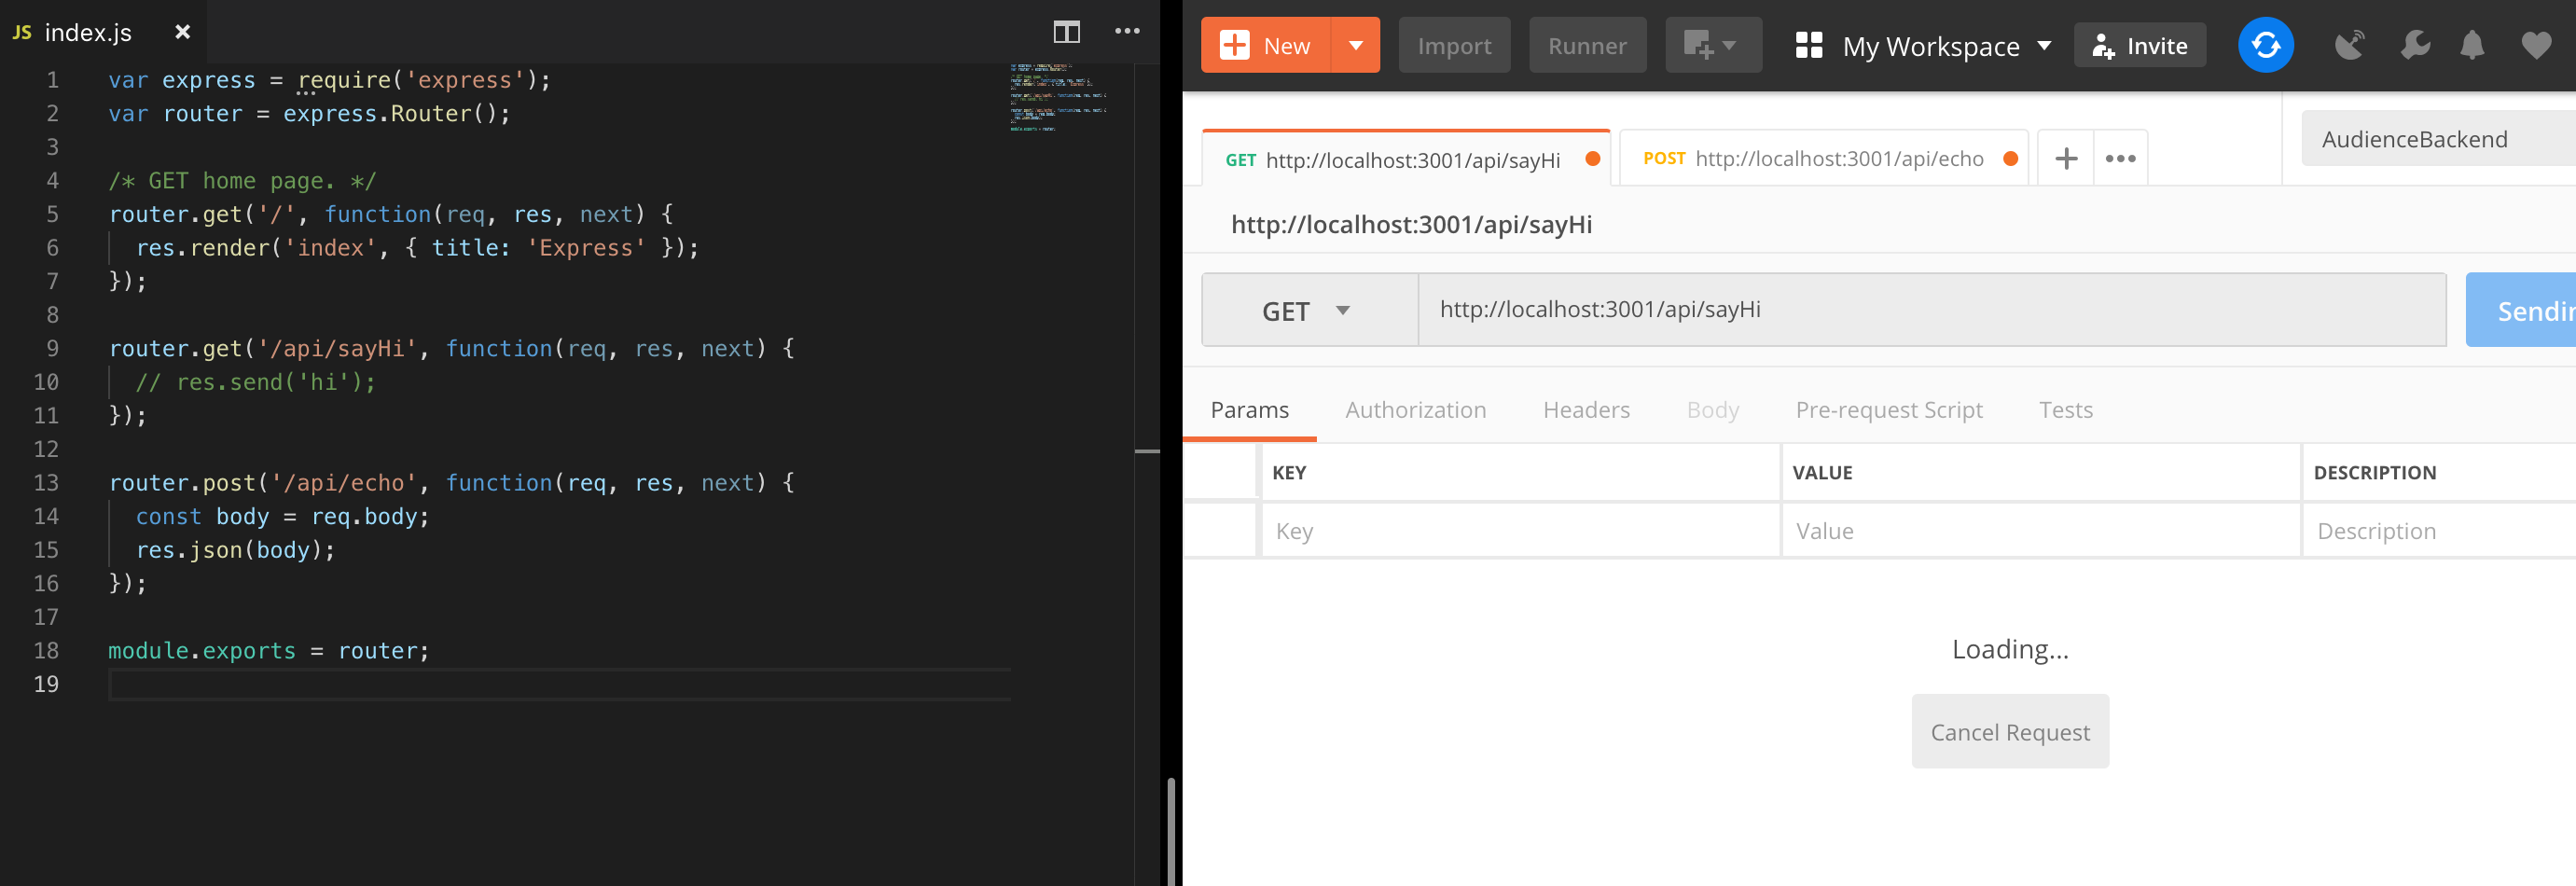 JS index.js
1 var express = require('express');
2 var router = express.Router();
3
4 /* GET home page. */
5 router.get('/', function(req, res, next) {
6 res.render('index', { title: 'Express' });
7 });
8
9 router.get('/api/sayHi', function(req, res, next) {
10 // res.send('hi');
11 });
12
13 router.post('/api/echo', function(req, res, next) {
14 const body = req.body;
15 res.json(body);
16 });
17
18 module.exports = router;
19
New Import Runner My Workspace Invite
GET http://localhost:3001/api/sayHi POST http://localhost:3001/api/echo AudienceBackend
http://localhost:3001/api/sayHi
GET http://localhost:3001/api/sayHi
Params Authorization Headers Body Pre-request Script Tests
KEY VALUE DESCRIPTION
Key Value Description
Loading...
Cancel Request